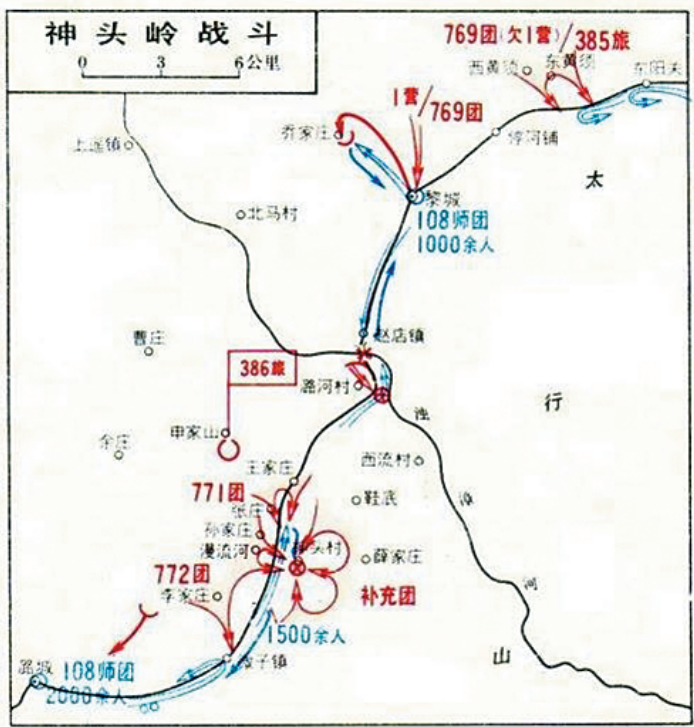 神头岭战斗
0 3 6公里
769团(欠1营)/385旅
西黄须
东黄须
东阳关
1营/769团
乔家庄
停河铺
上遥镇
黎城
太
北马村
108师团
1000余人
赵店镇
曹庄
386旅
潞河村
浊
行
申家山
余庄
王家庄
西流村
漳
771团
张庄
鞋底
孙家庄
漫流河
神头村
薛家庄
772团
李家庄
补充团
河
1500余人
山
潞城
108师团
2000余人
微子镇